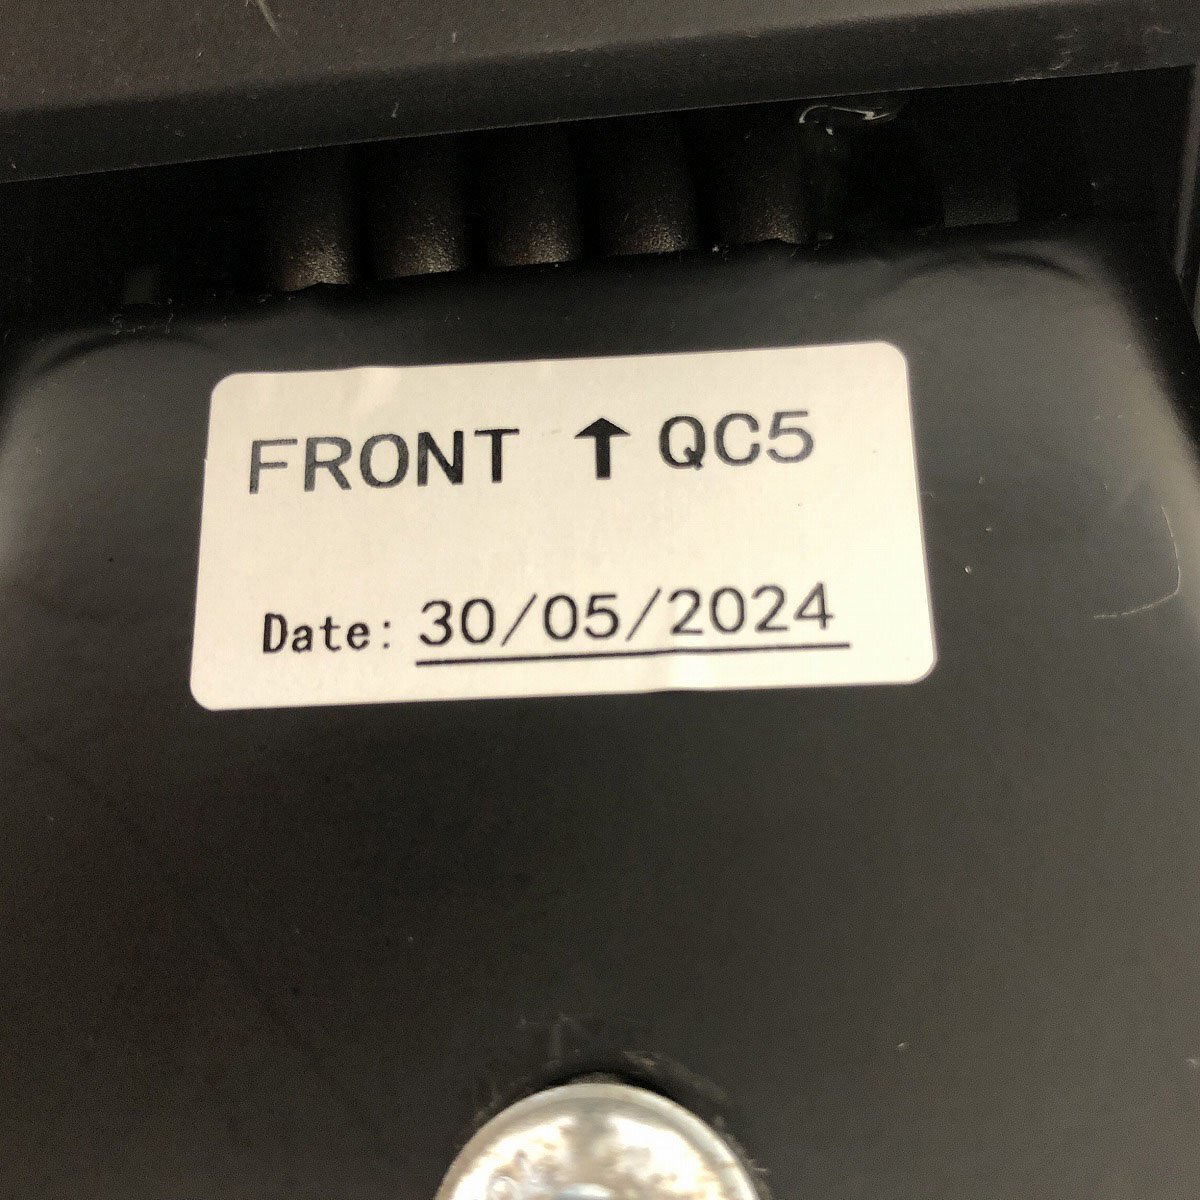 FRONT ↑ QC5
Date: 30/05/2024